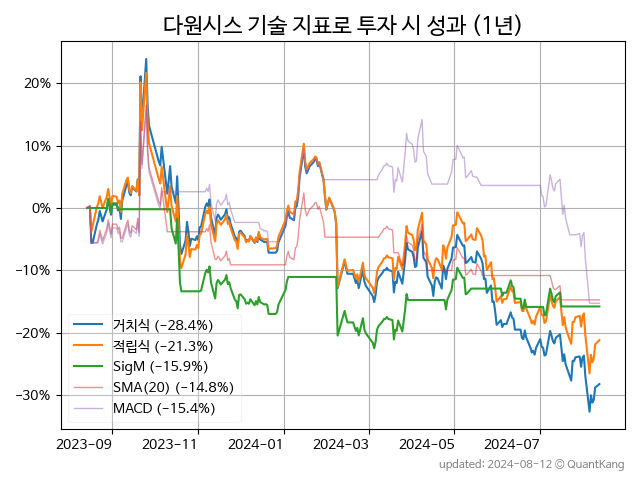 다원시스 기술 지표로 투자 시 성과 (1년)
20%
10%
0%
−10%
−20%
−30%
거치식 (−28.4%)
적립식 (−21.3%)
SigM (−15.9%)
SMA(20) (−14.8%)
MACD (−15.4%)
2023−09 2023−11 2024−01 2024−03 2024−05 2024−07
updated: 2024-08-12 © QuantKang